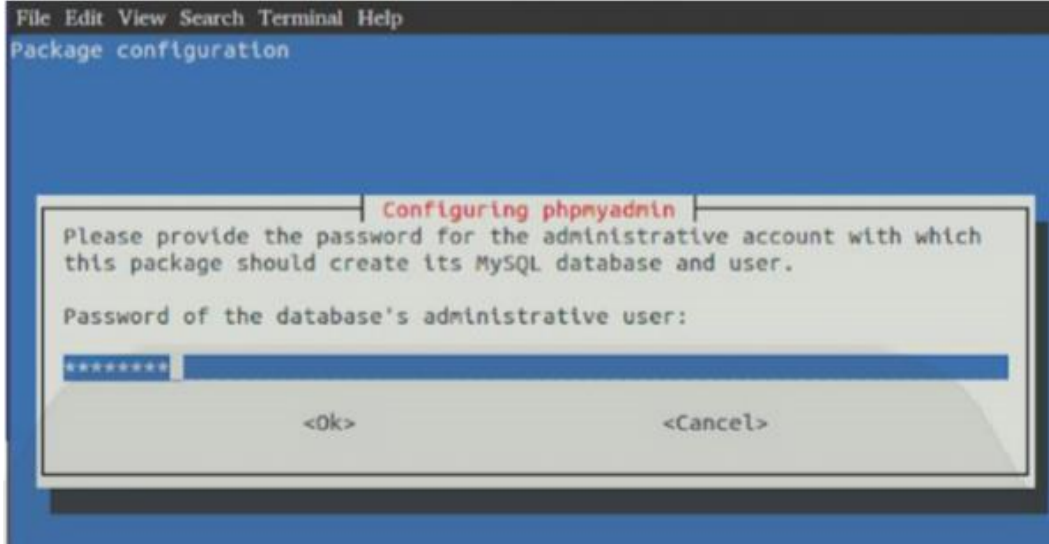 File Edit View Search Terminal Help
Package configuration
Configuring phpmyadmin
Please provide the password for the administrative account with which
this package should create its MySQL database and user.
Password of the database's administrative user:
********
<Ok> <Cancel>